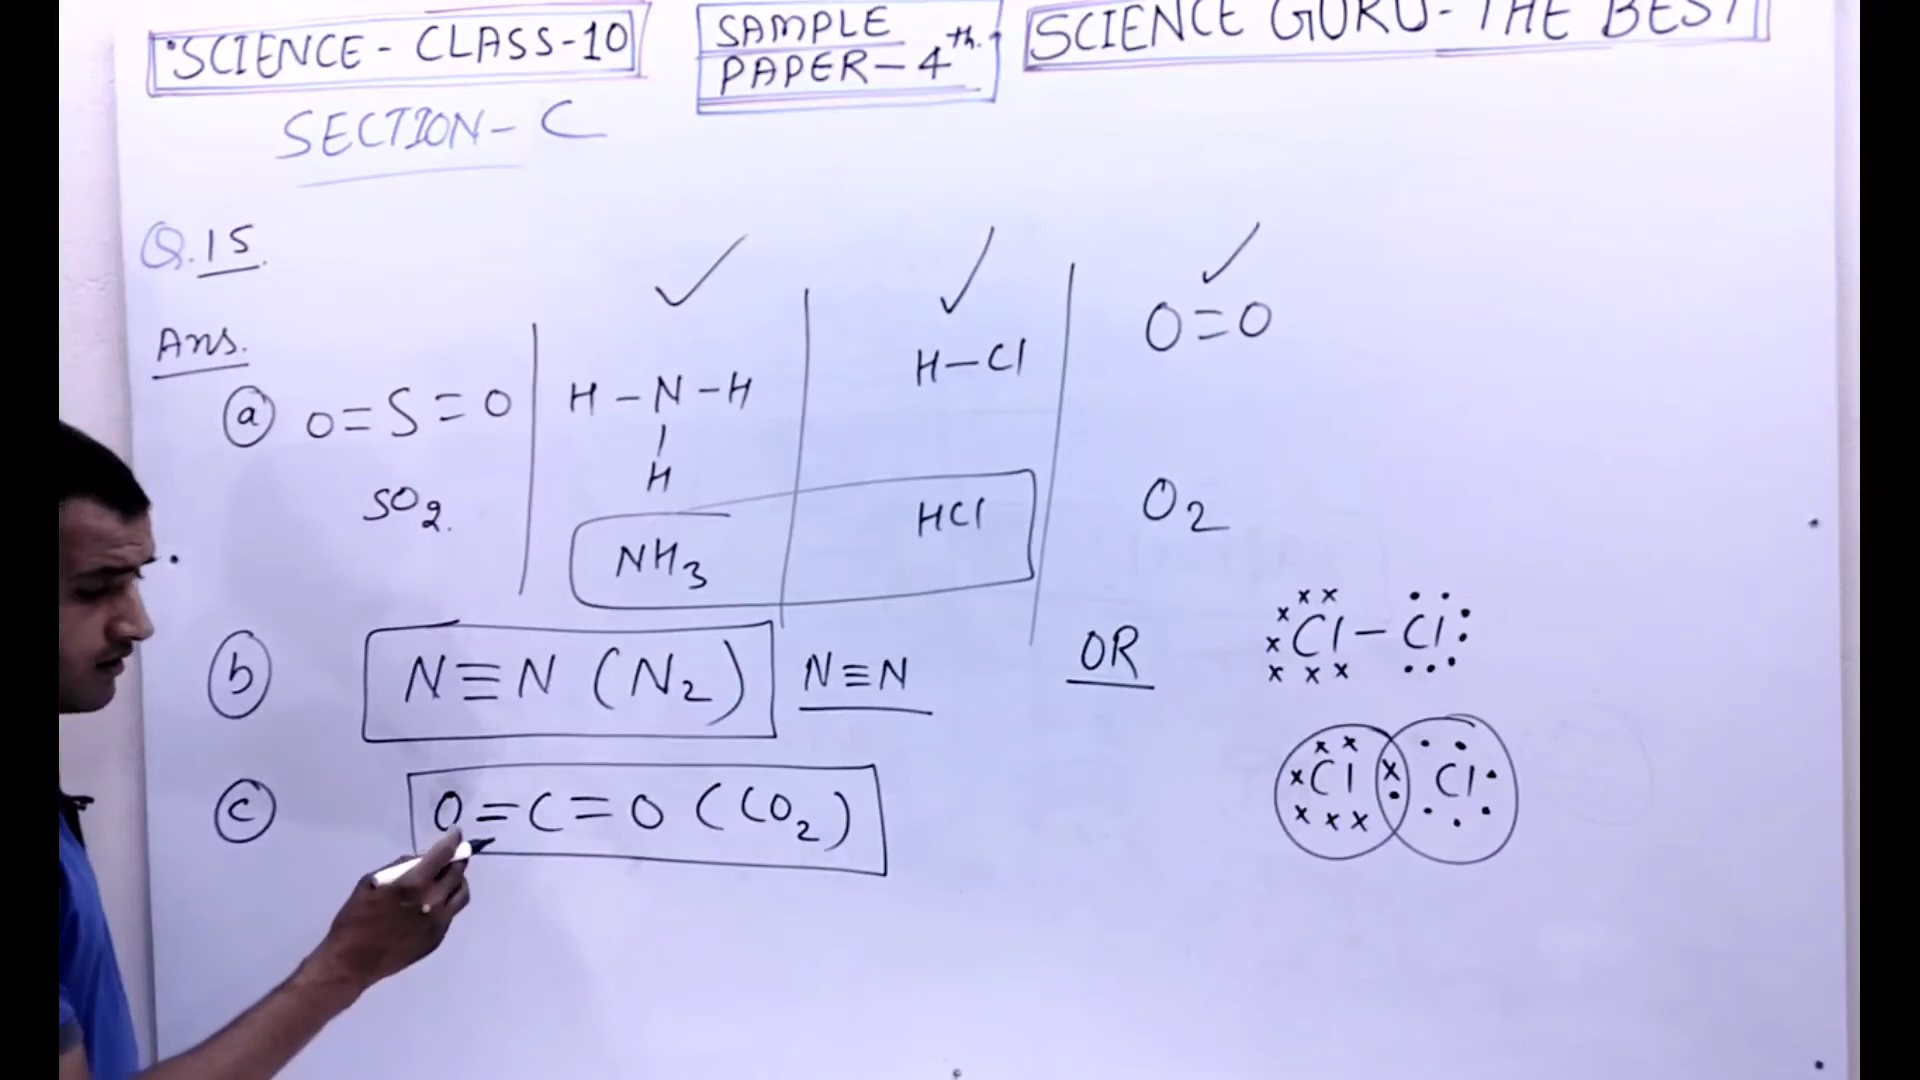 SCIENCE - CLASS-10
SAMPLE
PAPER - 4th.
SCIENCE GURU - THE BEST
SECTION - C
Q.15.
Ans.
(a) O=S=O
SO2.
H-N-H
|
H
NH3
H-Cl
HCl
O=O
O2
(b) N≡N (N2) N≡N
OR
Cl-Cl
Cl Cl
(c) O=C=O (CO2)